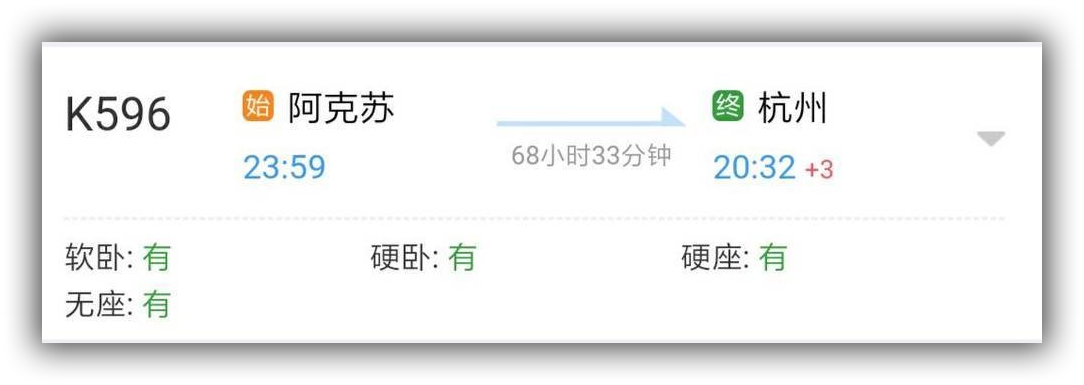 K596 始 阿克苏 终 杭州
23:59 68小时33分钟 20:32 +3
软卧: 有 硬卧: 有 硬座: 有
无座: 有